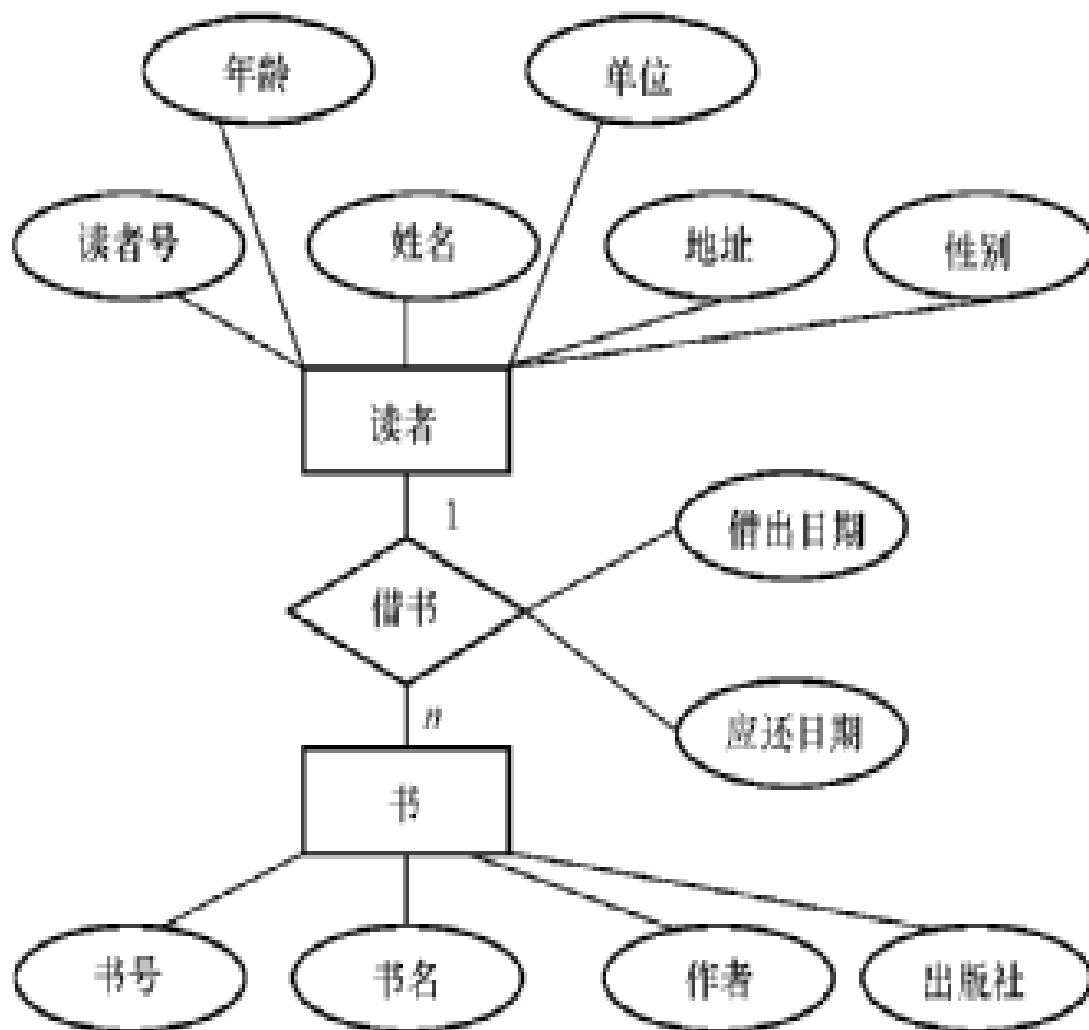 年龄
单位
读者号
姓名
地址
性别
读者
1
借出日期
借书
应还日期
n
书
书号
书名
作者
出版社